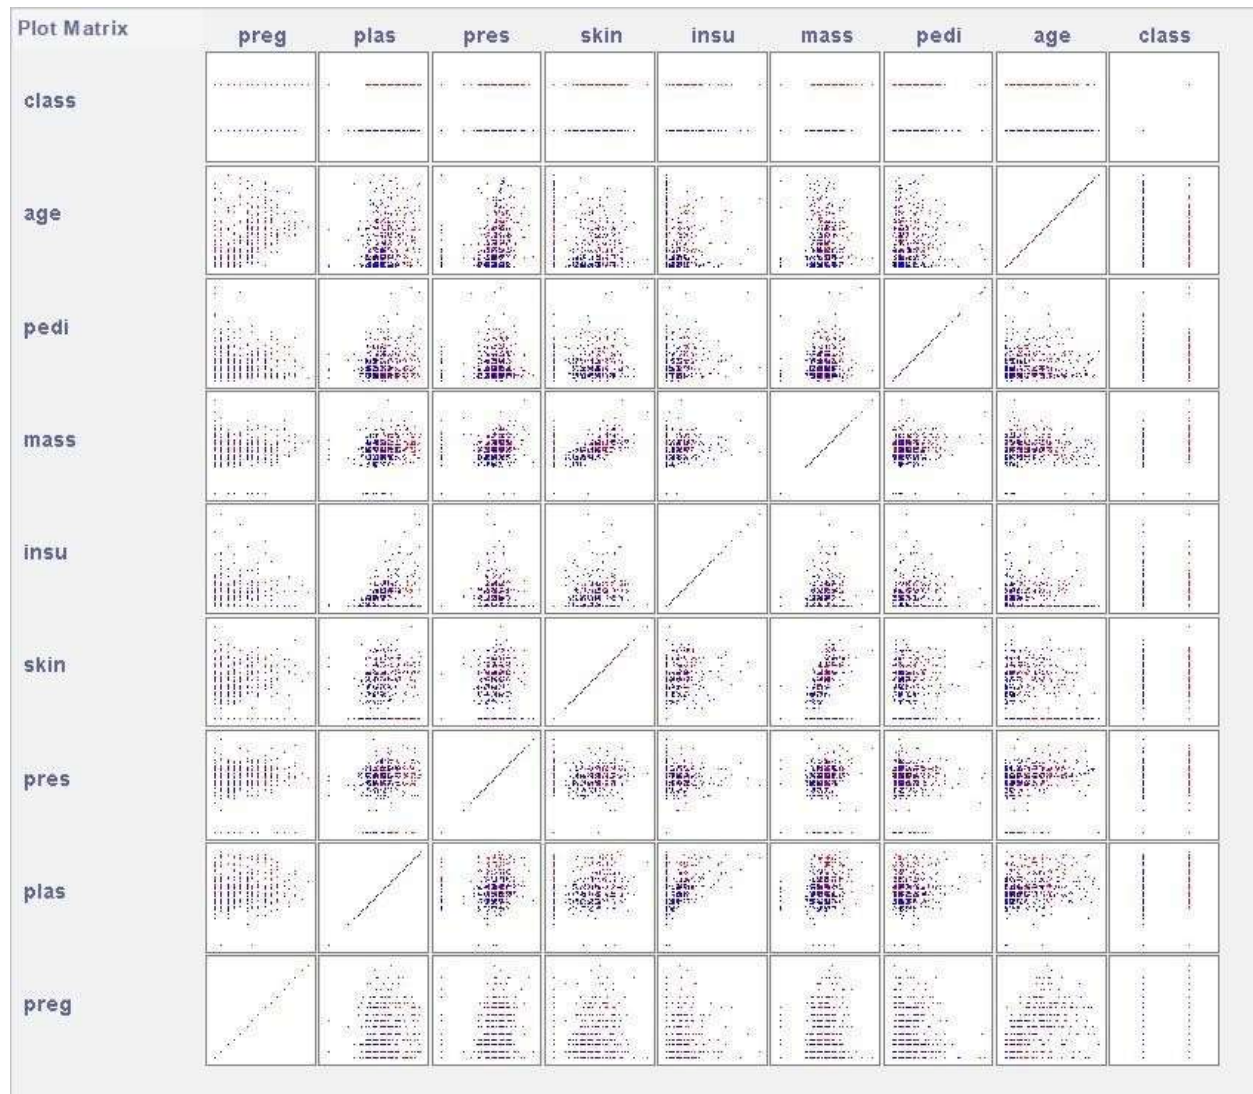 Plot Matrix
preg plas pres skin insu mass pedi age class
class
age
pedi
mass
insu
skin
pres
plas
preg